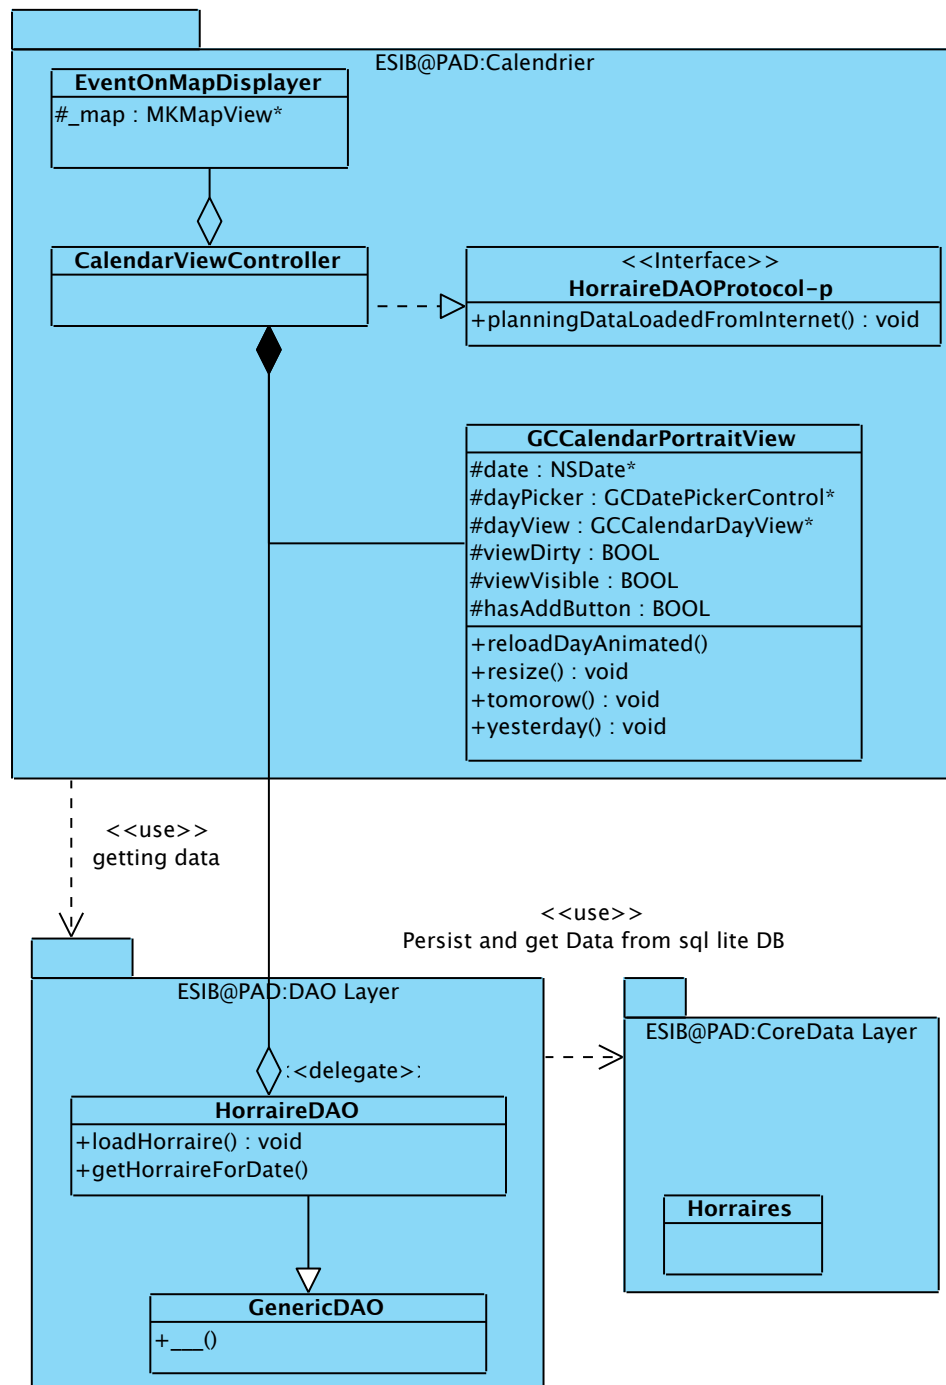 ESIB@PAD:Calendrier
EventOnMapDisplayer
#_map : MKMapView*
CalendarViewController
<<Interface>>
HorraireDAOProtocol-p
+planningDataLoadedFromInternet() : void
GCCalendarPortraitView
#date : NSDate*
#dayPicker : GCDatePickerControl*
#dayView : GCCalendarDayView*
#viewDirty : BOOL
#viewVisible : BOOL
#hasAddButton : BOOL
+reloadDayAnimated()
+resize() : void
+tomorow() : void
+yesterday() : void
<<use>>
getting data
<<use>>
Persist and get Data from sql lite DB
ESIB@PAD:DAO Layer
:<delegate>:
HorraireDAO
+loadHorraire() : void
+getHorraireForDate()
GenericDAO
+___()
ESIB@PAD:CoreData Layer
Horraires